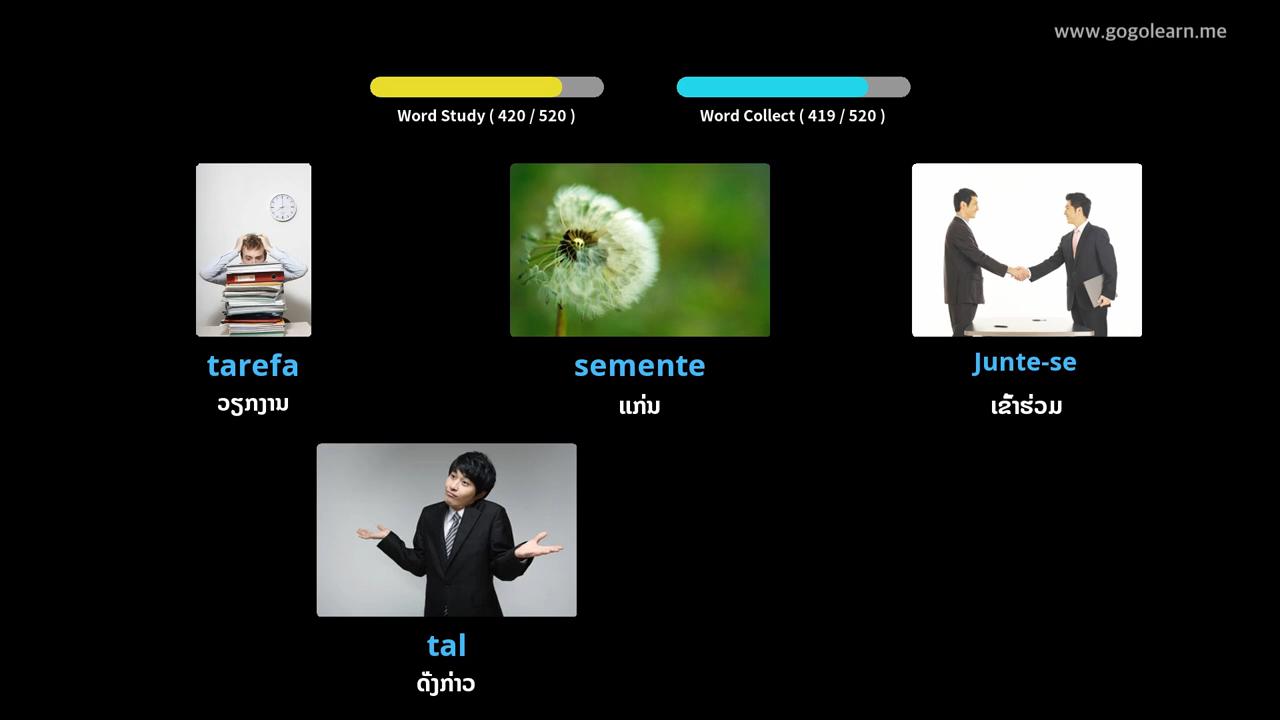 www.gogolearn.me
Word Study ( 420 / 520 )
Word Collect ( 419 / 520 )
tarefa
ວຽກງານ
semente
ແກ່ນ
Junte-se
ເຂົ້າຮ່ວມ
tal
ດັ່ງກ່າວ